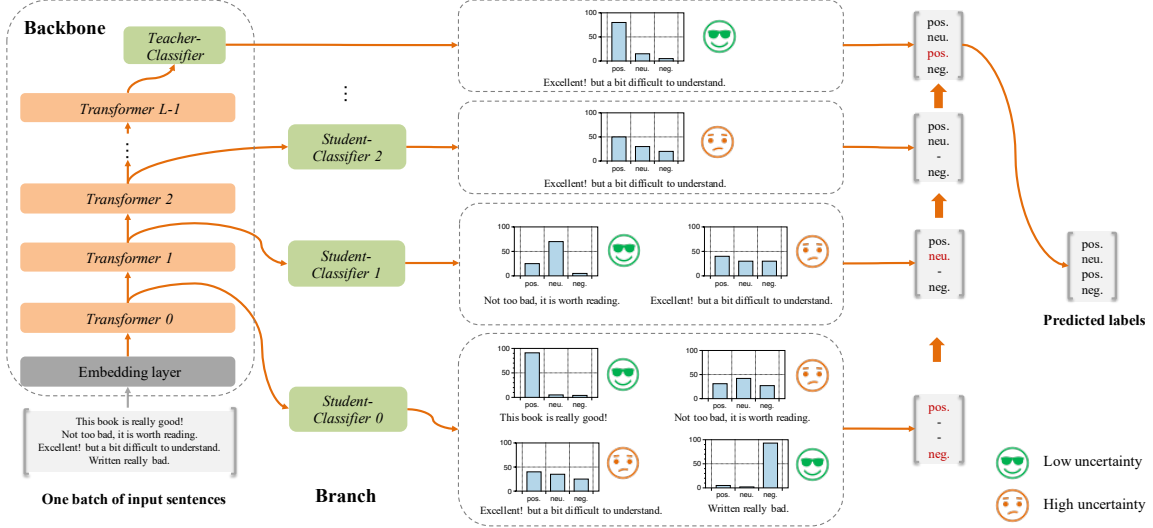 Backbone
Teacher-
Classifier
Transformer L-1
...
Transformer 2
Transformer 1
Transformer 0
Embedding layer
This book is really good!
Not too bad, it is worth reading.
Excellent! but a bit difficult to understand.
Written really bad.
One batch of input sentences
...
Student-
Classifier 2
Student-
Classifier 1
Student-
Classifier 0
Branch
100
50
0
pos. neu. neg.
Excellent! but a bit difficult to understand.
100
50
0
pos. neu. neg.
Excellent! but a bit difficult to understand.
100
50
0
pos. neu. neg.
Not too bad, it is worth reading.
100
50
0
pos. neu. neg.
Excellent! but a bit difficult to understand.
100
50
0
pos. neu. neg.
This book is really good!
100
50
0
pos. neu. neg.
Not too bad, it is worth reading.
100
50
0
pos. neu. neg.
Excellent! but a bit difficult to understand.
100
50
0
pos. neu. neg.
Written really bad.
pos.
neu.
pos.
neg.
pos.
neu.
-
neg.
pos.
neu.
-
neg.
pos.
-
-
neg.
pos.
neu.
pos.
neg.
Predicted labels
Low uncertainty
High uncertainty